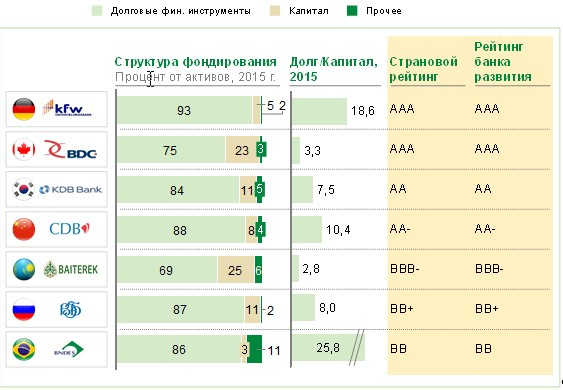 Долговые фин. инструменты Капитал Прочее
Структура фондирования
Процент от активов, 2015 г.
Долг/Капитал,
2015
Страновой
рейтинг
Рейтинг
банка
развития
kfw 93 5 2 18,6 AAA AAA
BDC 75 23 3 3,3 AAA AAA
KDB Bank 84 11 5 7,5 AA AA
CDB 88 8 4 10,4 AA- AA-
BAITEREK 69 25 6 2,8 BBB- BBB-
87 11 2 8,0 BB+ BB+
BNDES 86 3 11 25,8 BB BB